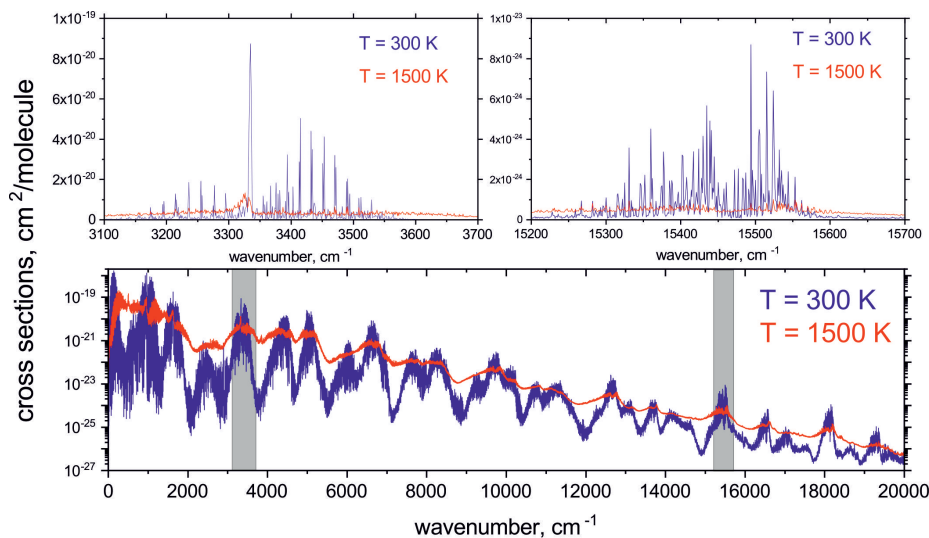 1x10-19
8x10-20
6x10-20
4x10-20
2x10-20
0
T = 300 K
T = 1500 K
3100 3200 3300 3400 3500 3600 3700
wavenumber, cm -1
1x10-23
8x10-24
6x10-24
4x10-24
2x10-24
0
T = 300 K
T = 1500 K
15200 15300 15400 15500 15600 15700
wavenumber, cm -1
cross sections, cm 2/molecule
10-19
10-21
10-23
10-25
10-27
T = 300 K
T = 1500 K
0 2000 4000 6000 8000 10000 12000 14000 16000 18000 20000
wavenumber, cm-1